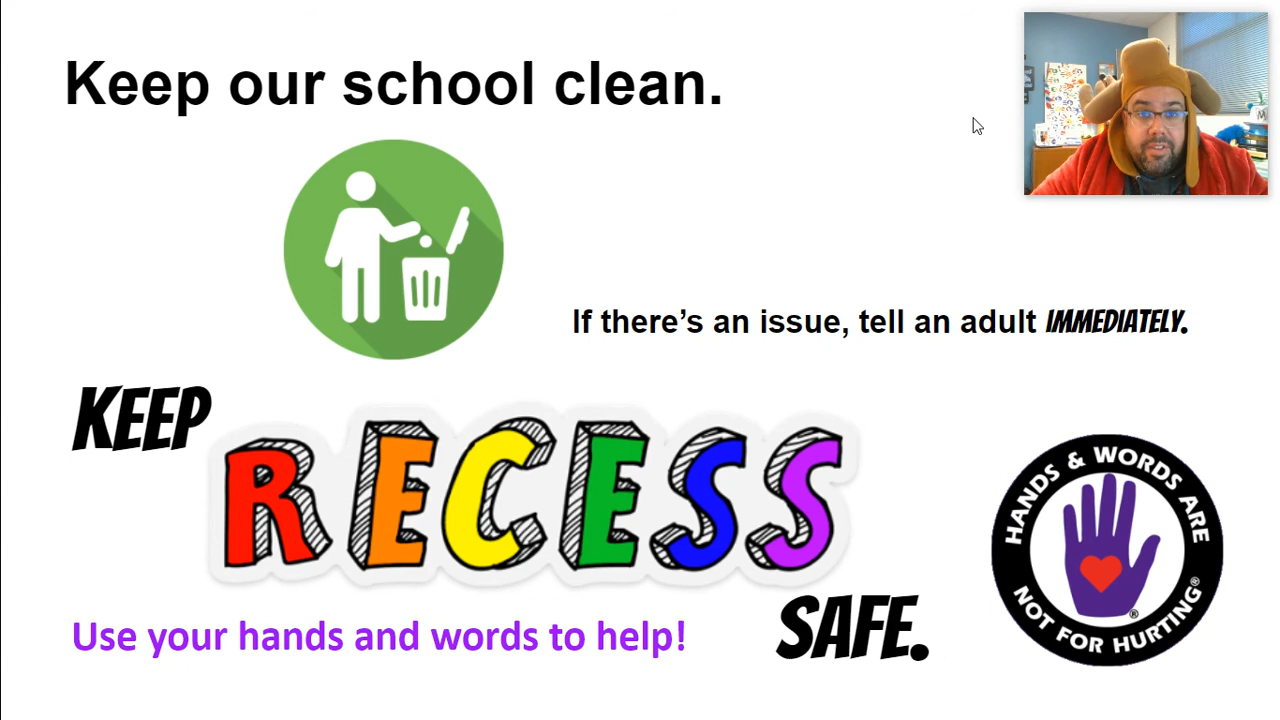 Keep our school clean.
If there's an issue, tell an adult IMMEDIATELY.
KEEP
RECESS
SAFE.
Use your hands and words to help!
HANDS & WORDS ARE
NOT FOR HURTING®
®